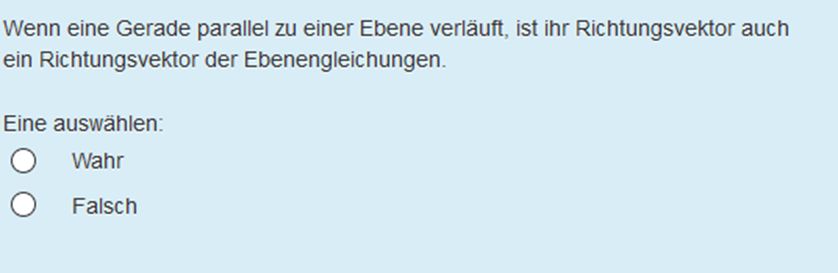 Wenn eine Gerade parallel zu einer Ebene verläuft, ist ihr Richtungsvektor auch
ein Richtungsvektor der Ebenengleichungen.
Eine auswählen:
Wahr
Falsch